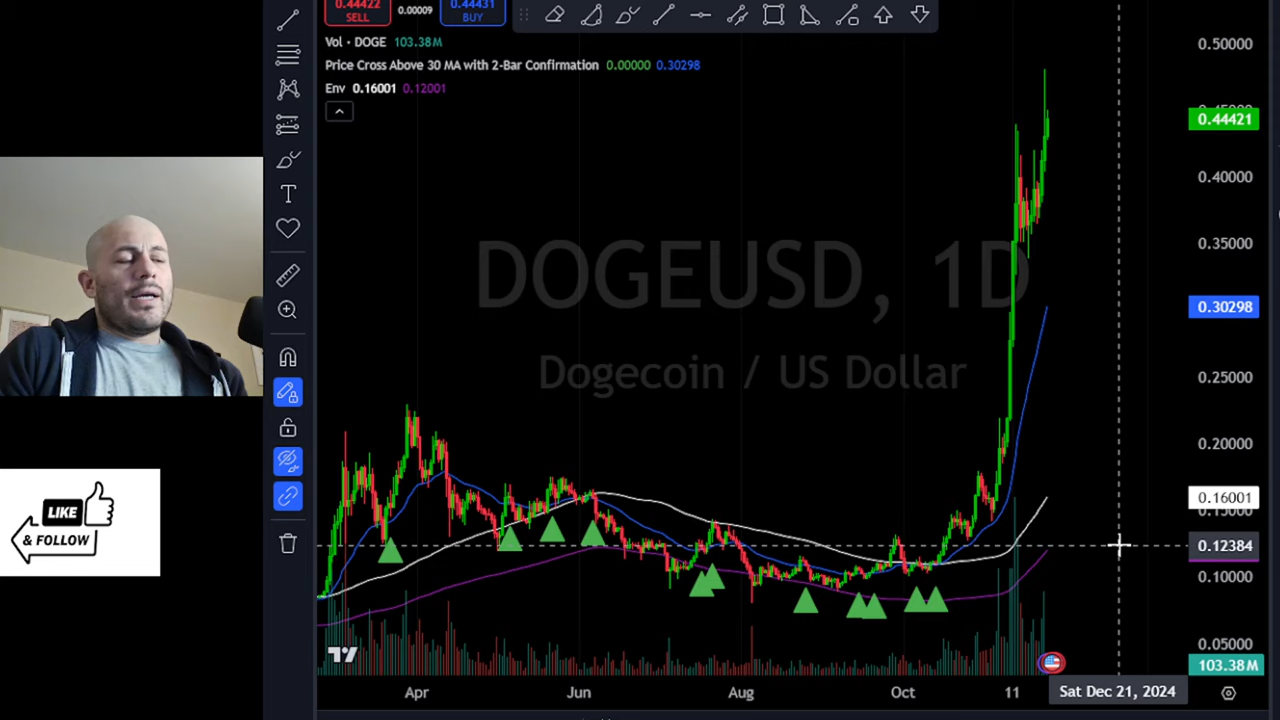 0.44422
SELL
0.00009
0.44431
BUY
Vol · DOGE 103.38M
Price Cross Above 30 MA with 2-Bar Confirmation 0.00000 0.30298
Env 0.16001 0.12001
DOGEUSD, 1D
Dogecoin / US Dollar
0.50000
0.44421
0.40000
0.35000
0.30298
0.25000
0.20000
0.16001
0.15000
0.12384
0.10000
0.05000
103.38M
T
LIKE
& FOLLOW
Apr
Jun
Aug
Oct
11
Sat Dec 21, 2024